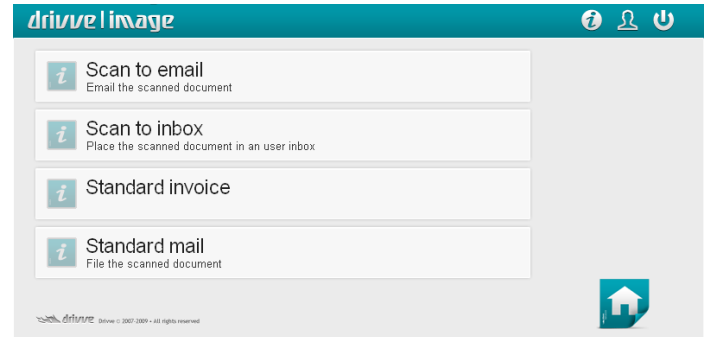 drivve | image
Scan to email
Email the scanned document
Scan to inbox
Place the scanned document in an user inbox
Standard invoice
Standard mail
File the scanned document
drivve Drivve © 2007-2009 • All rights reserved